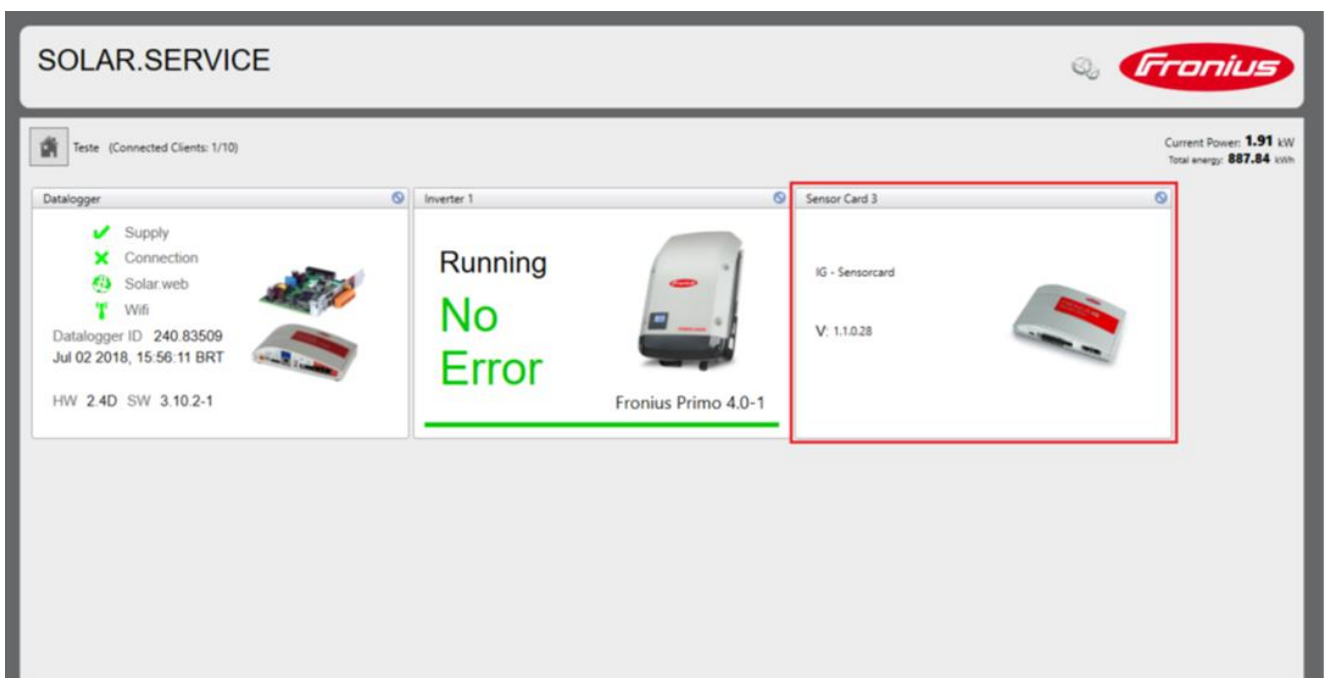 SOLAR.SERVICE
Fronius
Teste (Connected Clients: 1/10)
Current Power: 1.91 kW
Total energy: 887.84 kWh
Datalogger
Supply
Connection
Solar.web
Wifi
Datalogger ID 240.83509
Jul 02 2018, 15:56:11 BRT
HW 2.4D SW 3.10.2-1
Inverter 1
Running
No
Error
Fronius Primo 4.0-1
Sensor Card 3
IG - Sensorcard
V: 1.1.0.28